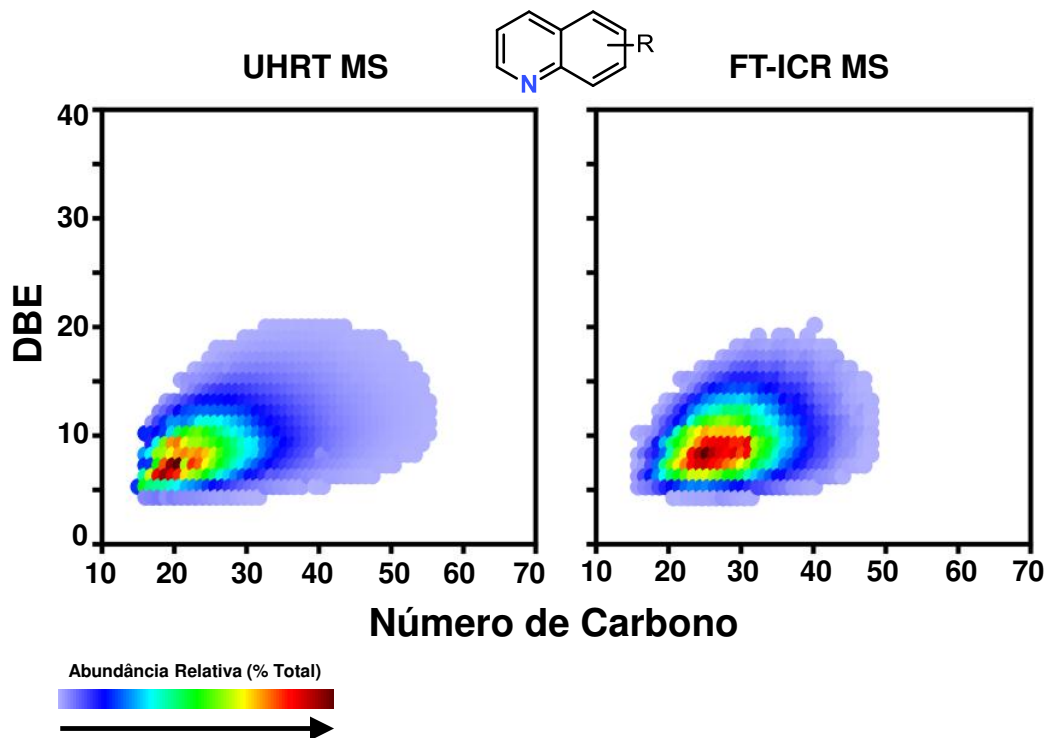 UHRT MS
N
R
FT-ICR MS
DBE
40
30
20
10
0
10 20 30 40 50 60 70
10 20 30 40 50 60 70
Número de Carbono
Abundância Relativa (% Total)